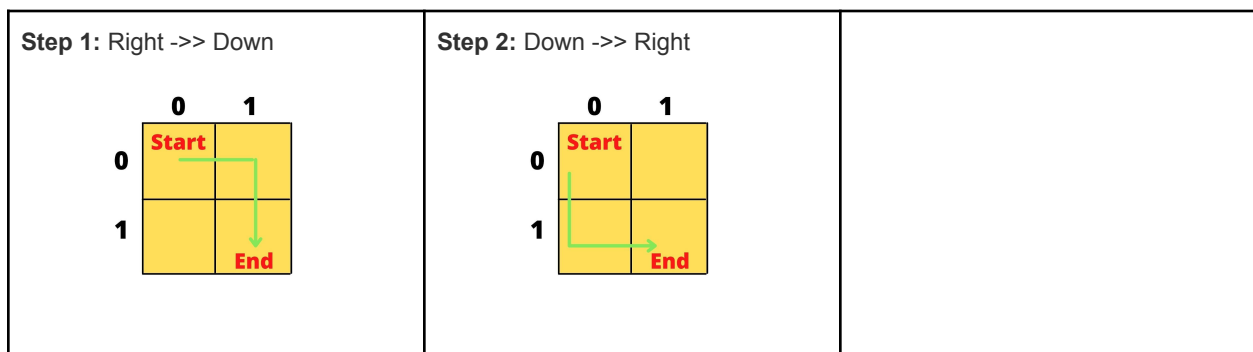 Step 1: Right ->> Down
0 1
Start
0
1
End
Step 2: Down ->> Right
0 1
Start
0
1
End